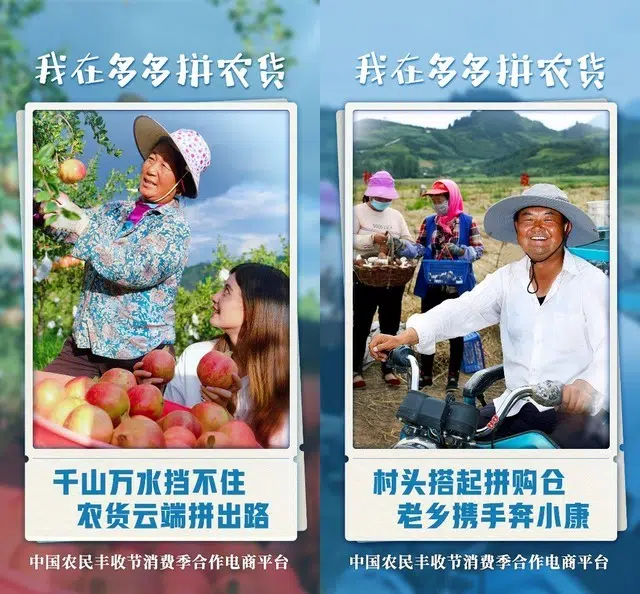 我在多多拼农货
千山万水挡不住
农货云端拼出路
中国农民丰收节消费季合作电商平台
我在多多拼农货
村头搭起拼购仓
老乡携手奔小康
中国农民丰收节消费季合作电商平台